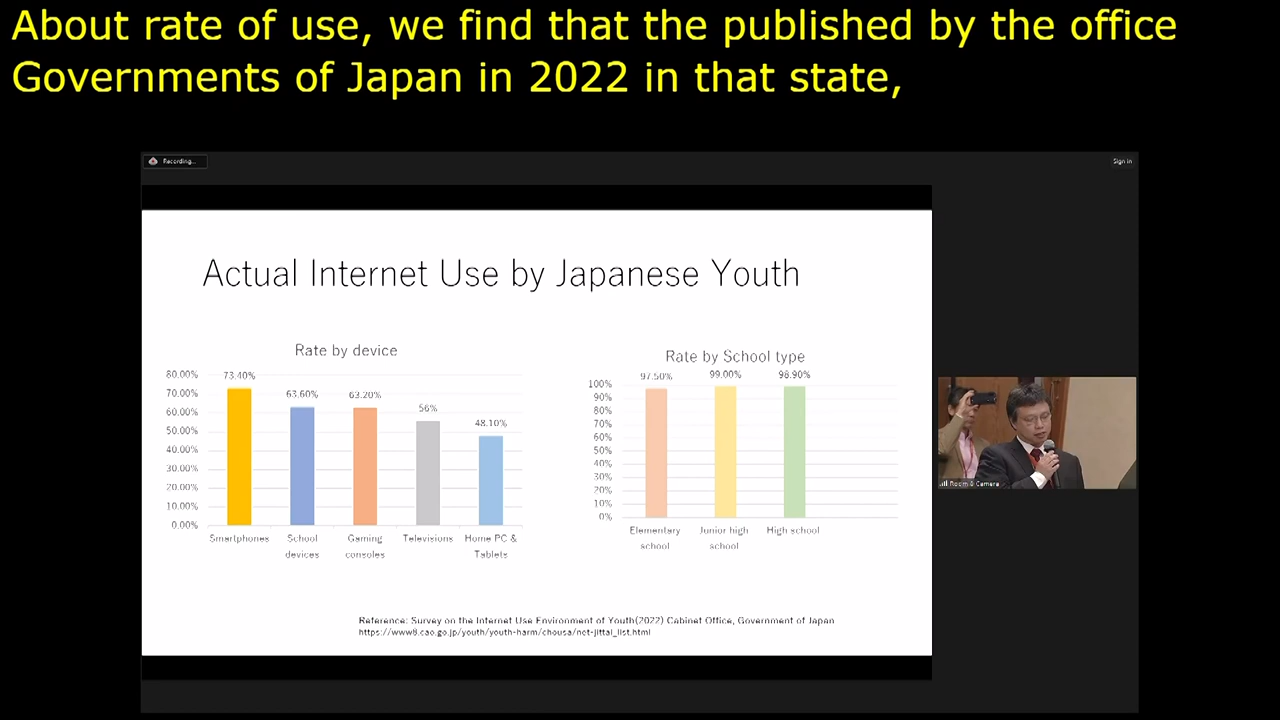 About rate of use, we find that the published by the office
Governments of Japan in 2022 in that state,
Recording...
Sign in
Actual Internet Use by Japanese Youth
Rate by device
80.00%
70.00%
60.00%
50.00%
40.00%
30.00%
20.00%
10.00%
0.00%
73.40%
63.60%
63.20%
56%
48.10%
Smartphones
School
devices
Gaming
consoles
Televisions
Home PC &
Tablets
Rate by School type
100%
90%
80%
70%
60%
50%
40%
30%
20%
10%
0%
97.50%
99.00%
98.90%
Elementary
school
Junior high
school
High school
Reference: Survey on the Internet Use Environment of Youth(2022) Cabinet Office, Government of Japan
https://www8.cao.go.jp/youth/youth-harm/chousa/net-jittai_list.html
Room 8 Camera